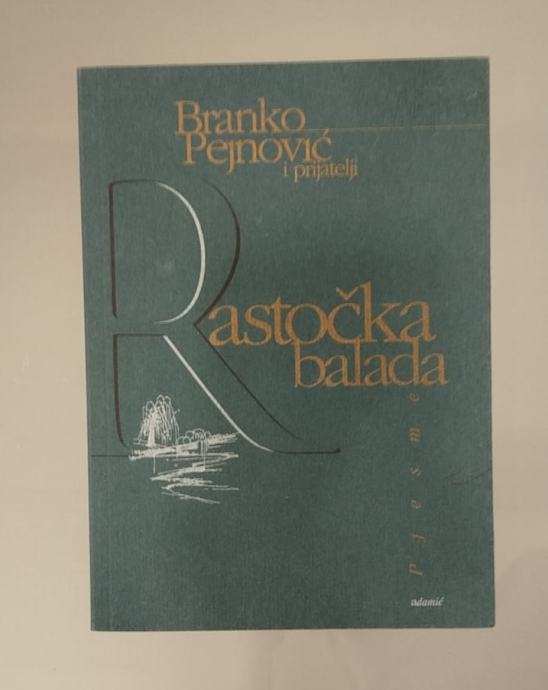 Branko
Pejnović
i prijatelji
Rastočka
balada
Pjesme
adamić